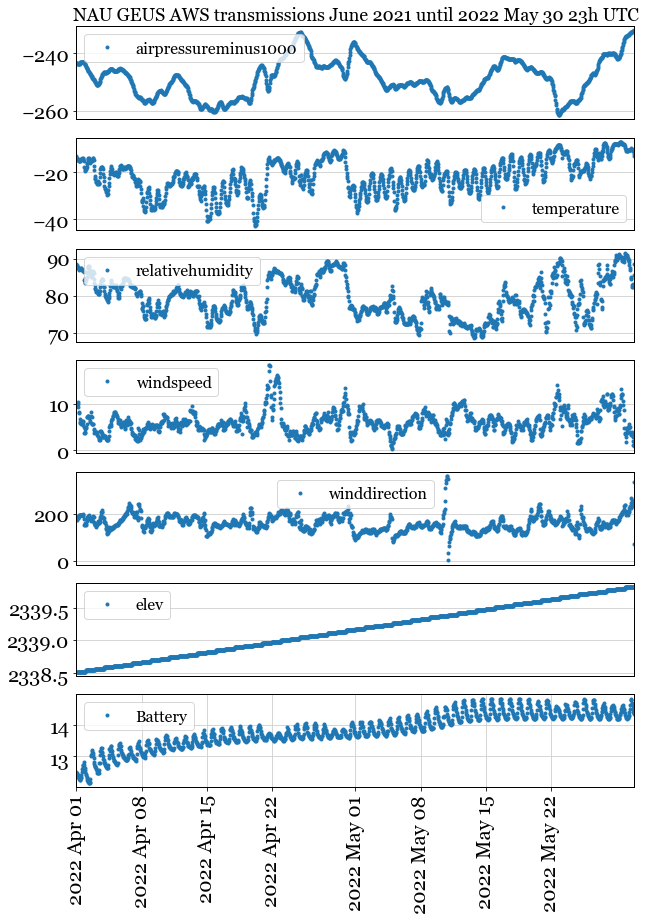 NAU GEUS AWS transmissions June 2021 until 2022 May 30 23h UTC
−240
−260
airpressureminus1000
−20
−40
temperature
90
80
70
relativehumidity
10
0
windspeed
200
0
winddirection
2339.5
2339.0
2338.5
elev
14
13
Battery
2022 Apr 01
2022 Apr 08
2022 Apr 15
2022 Apr 22
2022 May 01
2022 May 08
2022 May 15
2022 May 22